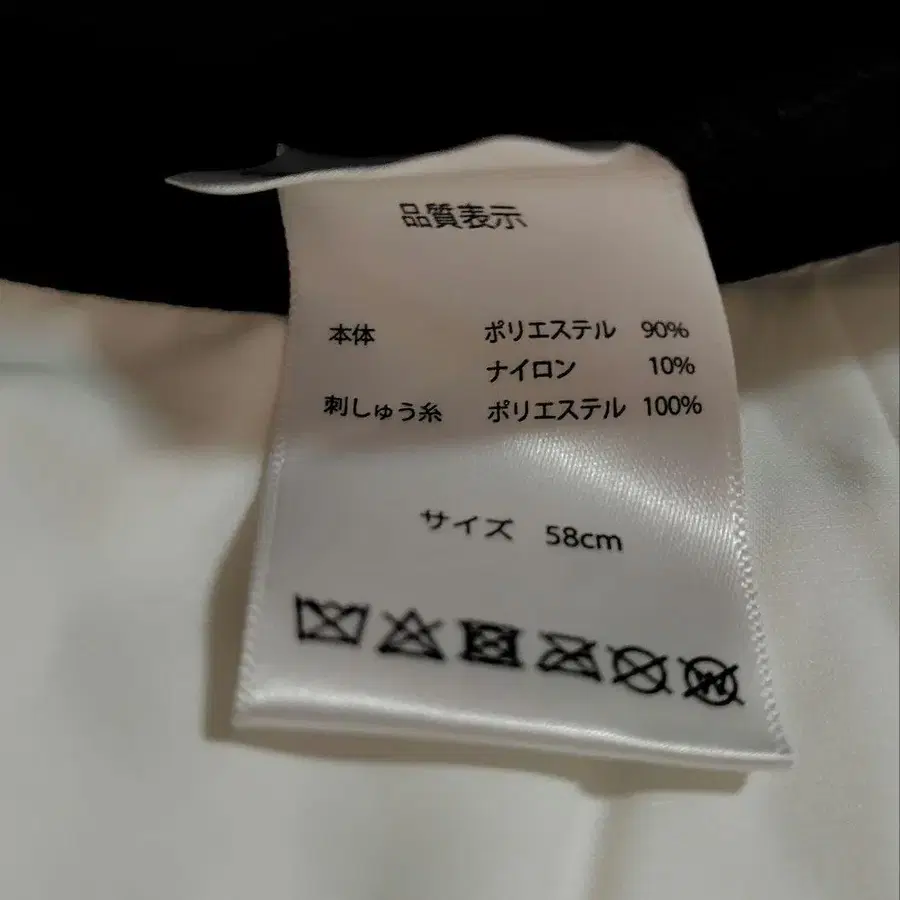 品質表示
本体 ポリエステル 90%
ナイロン 10%
刺しゅう糸 ポリエステル 100%
サイズ 58cm